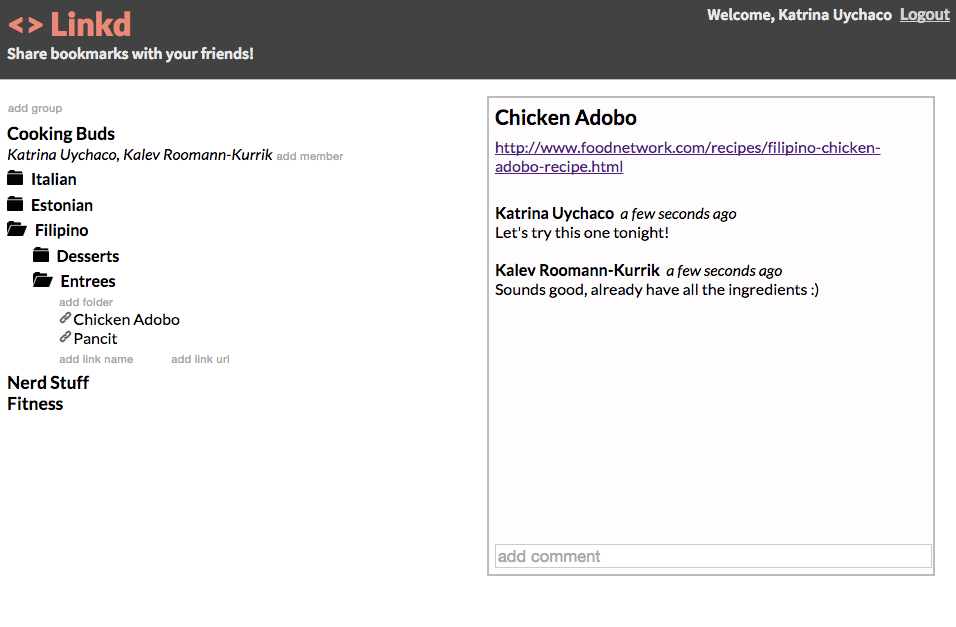 <> Linkd
Share bookmarks with your friends!
Welcome, Katrina Uychaco Logout
add group
Cooking Buds
Katrina Uychaco, Kalev Roomann-Kurrik add member
Italian
Estonian
Filipino
Desserts
Entrees
add folder
Chicken Adobo
Pancit
add link name add link url
Nerd Stuff
Fitness
Chicken Adobo
http://www.foodnetwork.com/recipes/filipino-chicken-
adobo-recipe.html
Katrina Uychaco a few seconds ago
Let's try this one tonight!
Kalev Roomann-Kurrik a few seconds ago
Sounds good, already have all the ingredients :)
add comment